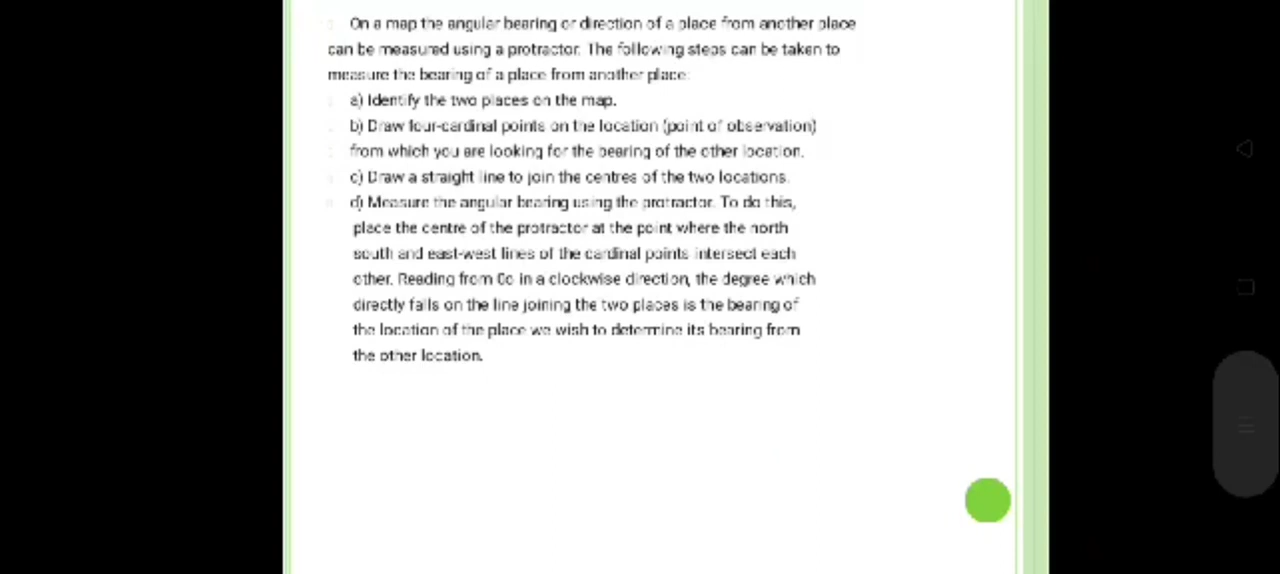 On a map the angular bearing or direction of a place from another place
can be measured using a protractor. The following steps can be taken to
measure the bearing of a place from another place:
a) Identify the two places on the map.
b) Draw four-cardinal points on the location (point of observation)
from which you are looking for the bearing of the other location.
c) Draw a straight line to join the centres of the two locations.
d) Measure the angular bearing using the protractor. To do this,
place the centre of the protractor at the point where the north
south and east-west lines of the cardinal points intersect each
other. Reading from 0o in a clockwise direction, the degree which
directly falls on the line joining the two places is the bearing of
the location of the place we wish to determine its bearing from
the other location.